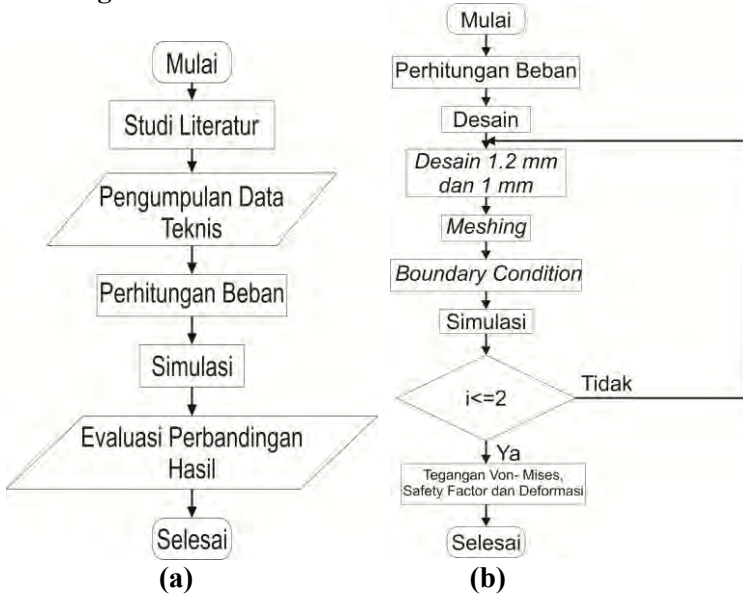 Mulai
Studi Literatur
Pengumpulan Data
Teknis
Perhitungan Beban
Simulasi
Evaluasi Perbandingan
Hasil
Selesai
(a)
Mulai
Perhitungan Beban
Desain
Desain 1.2 mm
dan 1 mm
Meshing
Boundary Condition
Simulasi
i<=2
Tidak
Ya
Tegangan Von- Mises,
Safety Factor dan Deformasi
Selesai
(b)